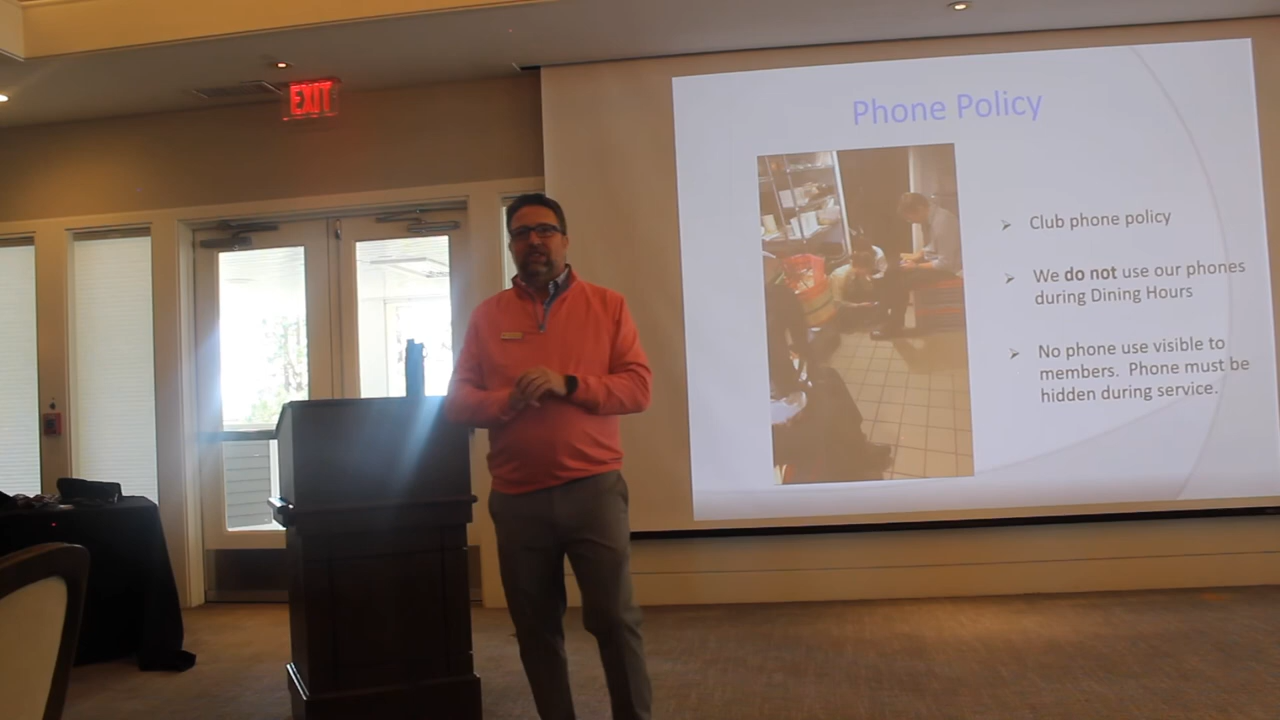 EXIT
Phone Policy
Club phone policy
We do not use our phones
during Dining Hours
No phone use visible to
members. Phone must be
hidden during service.